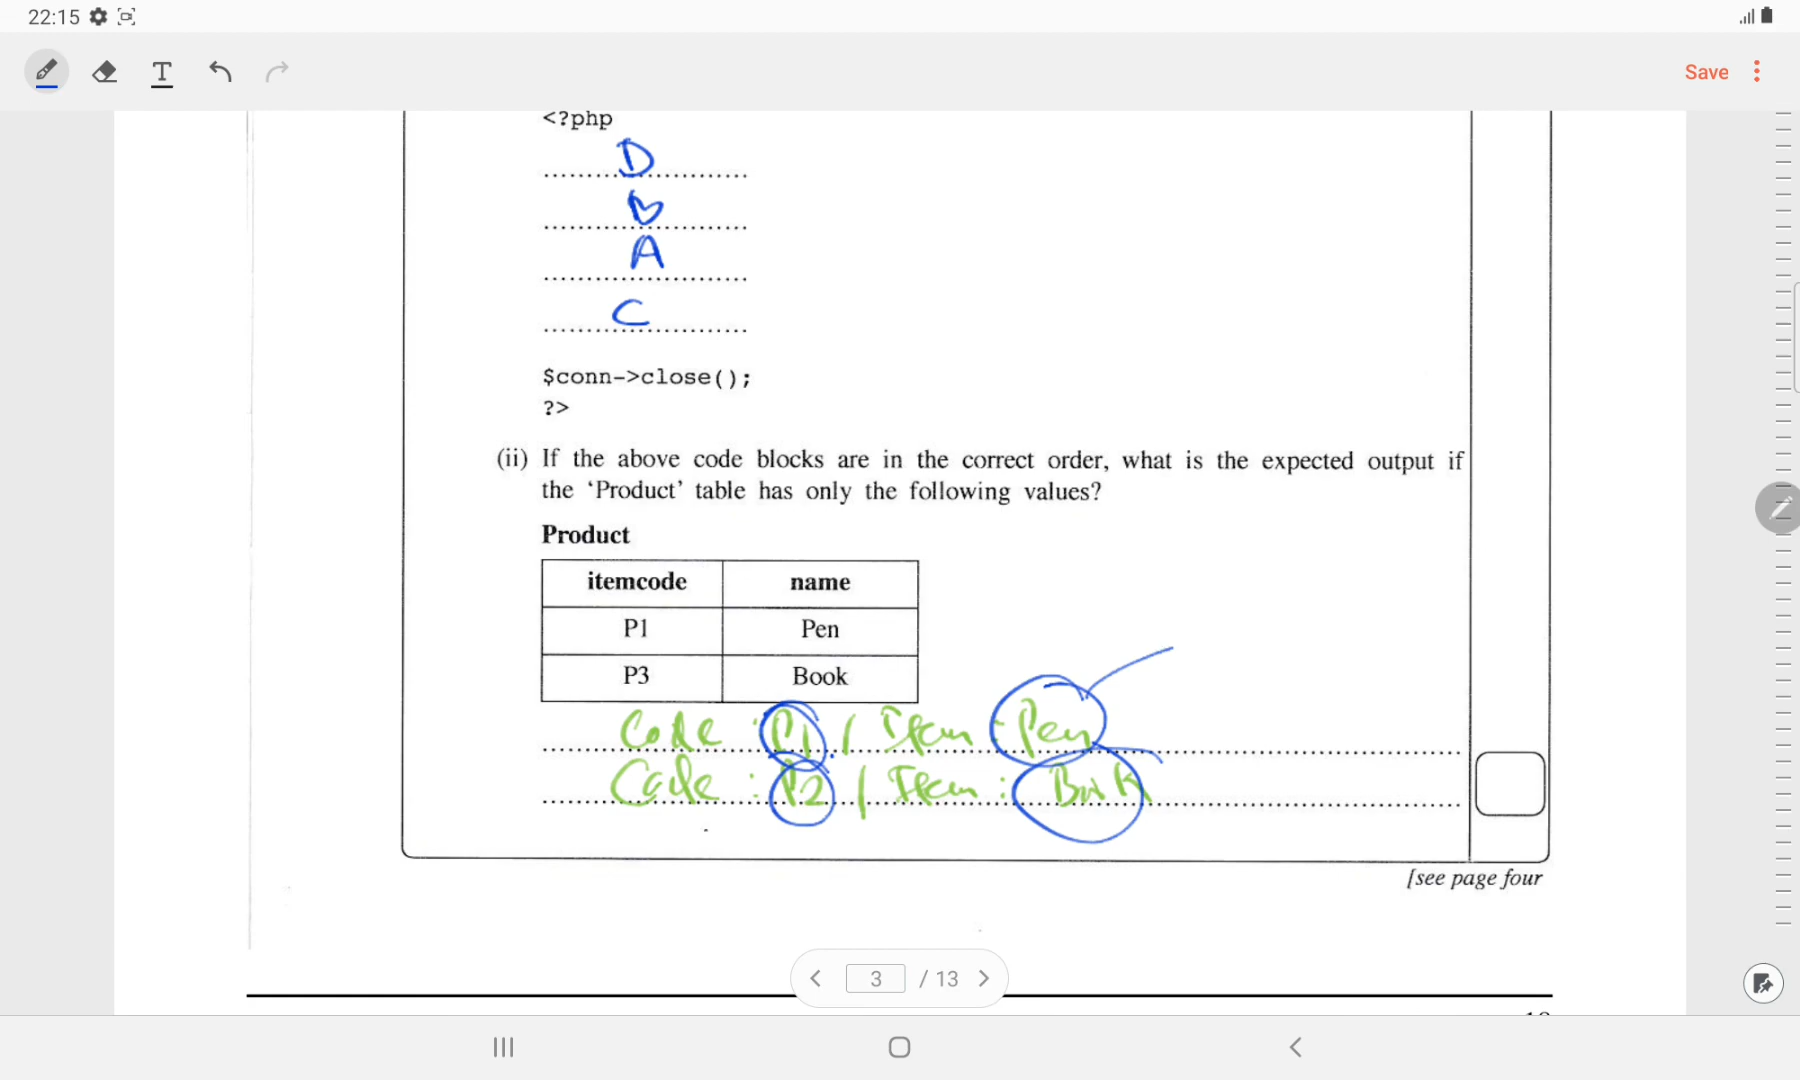 22:15
T
Save
<?php
D
B
A
C
$conn->close();
?>
(ii) If the above code blocks are in the correct order, what is the expected output if
the ‘Product’ table has only the following values?
Product
itemcode name
P1 Pen
P3 Book
Code : P1 / Item : Pen
Code : P2 / Item : Book
[see page four
3 / 13